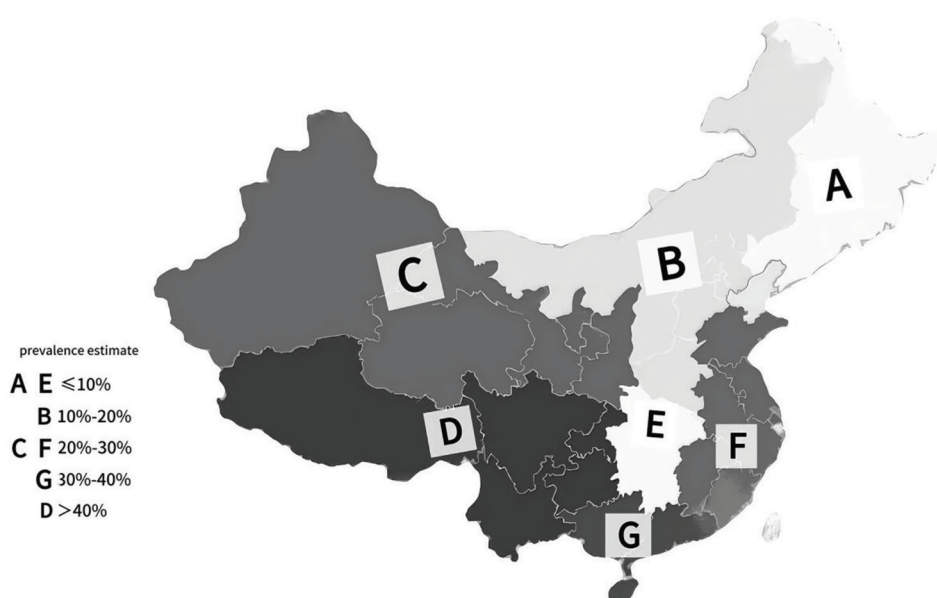 A
B
C
prevalence estimate
A E ≤10%
B 10%-20%
C F 20%-30%
G 30%-40%
D >40%
D
E
F
G